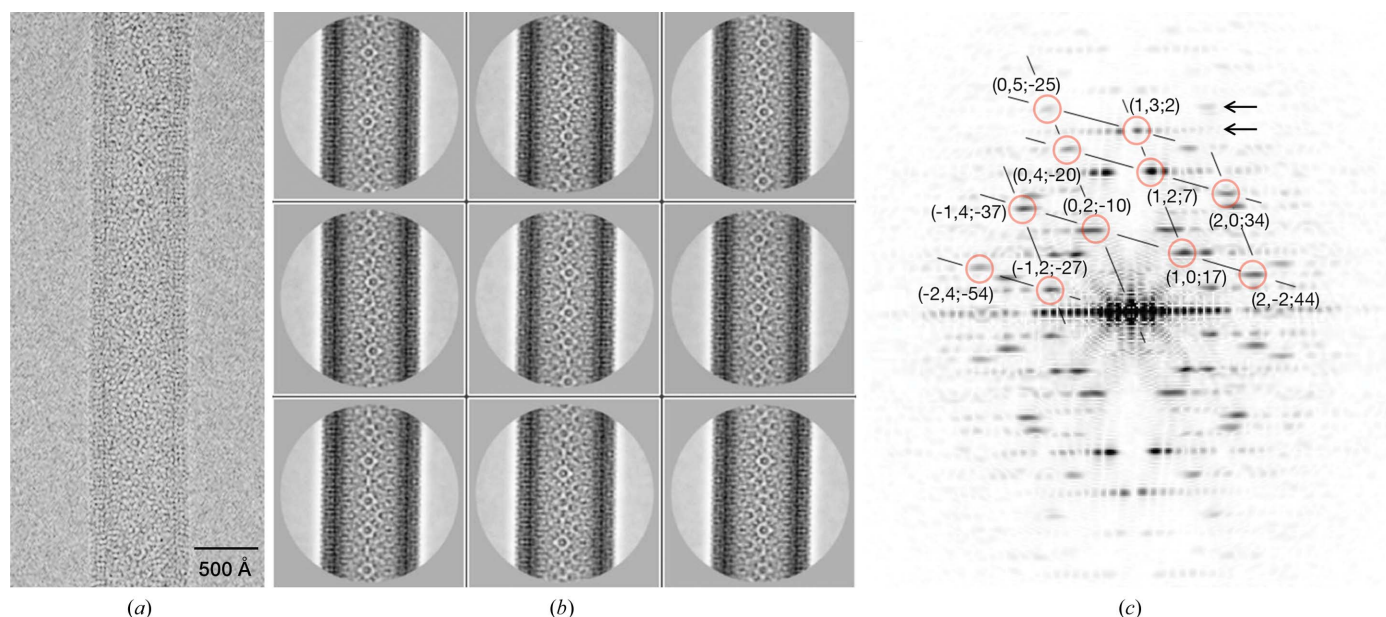 500 Å
(0,5;-25)
(1,3;2)
(0,4;-20)
(1,2;7)
(2,0;34)
(-1,4;-37)
(0,2;-10)
(1,0;17)
(2,-2;44)
(-1,2;-27)
(-2,4;-54)
(a)
(b)
(c)